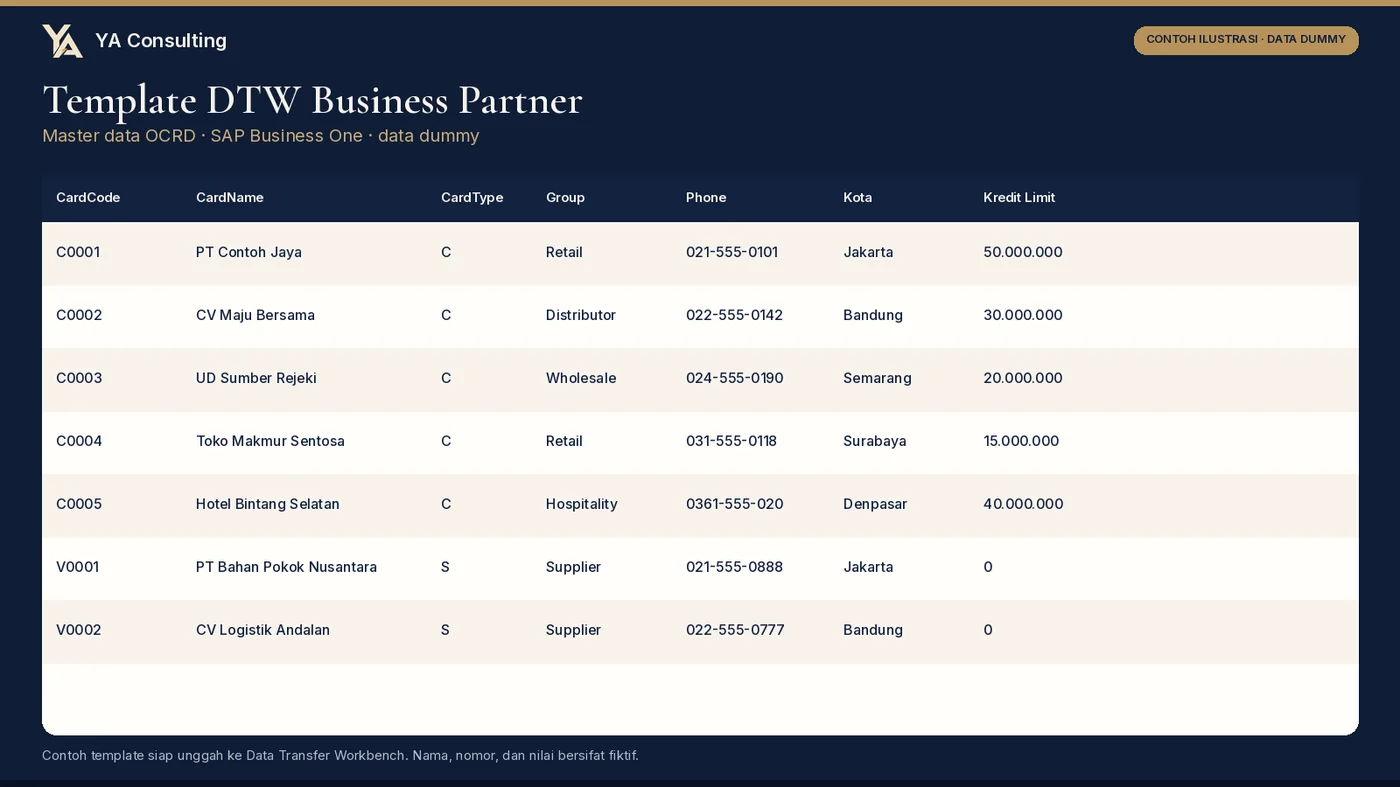 YA Consulting
CONTOH ILUSTRASI · DATA DUMMY
Template DTW Business Partner
Master data OCRD · SAP Business One · data dummy
CardCode CardName CardType Group Phone Kota Kredit Limit
C0001 PT Contoh Jaya C Retail 021-555-0101 Jakarta 50.000.000
C0002 CV Maju Bersama C Distributor 022-555-0142 Bandung 30.000.000
C0003 UD Sumber Rejeki C Wholesale 024-555-0190 Semarang 20.000.000
C0004 Toko Makmur Sentosa C Retail 031-555-0118 Surabaya 15.000.000
C0005 Hotel Bintang Selatan C Hospitality 0361-555-020 Denpasar 40.000.000
V0001 PT Bahan Pokok Nusantara S Supplier 021-555-0888 Jakarta 0
V0002 CV Logistik Andalan S Supplier 022-555-0777 Bandung 0
Contoh template siap unggah ke Data Transfer Workbench. Nama, nomor, dan nilai bersifat fiktif.